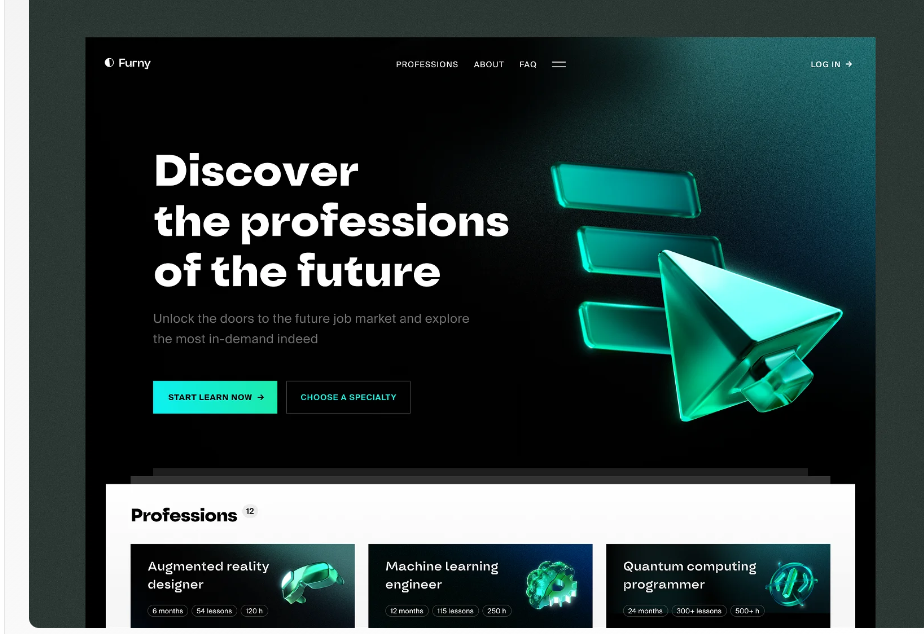 Furny
PROFESSIONS ABOUT FAQ
LOG IN →
Discover
the professions
of the future
Unlock the doors to the future job market and explore
the most in-demand indeed
START LEARN NOW →
CHOOSE A SPECIALTY
Professions 12
Augmented reality
designer
6 months 54 lessons 120 h
Machine learning
engineer
12 months 115 lessons 250 h
Quantum computing
programmer
24 months 300+ lessons 500+ h